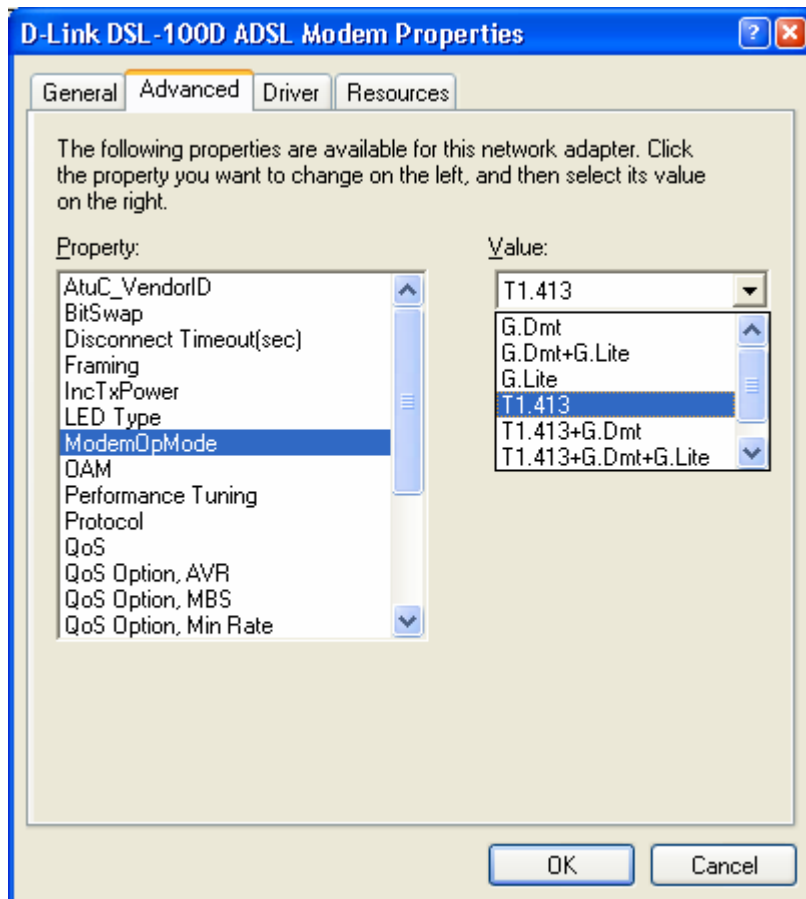 D-Link DSL-100D ADSL Modem Properties
General Advanced Driver Resources
The following properties are available for this network adapter. Click
the property you want to change on the left, and then select its value
on the right.
Property:
AtuC_VendorID
BitSwap
Disconnect Timeout(sec)
Framing
IncTxPower
LED Type
ModemOpMode
OAM
Performance Tuning
Protocol
QoS
QoS Option, AVR
QoS Option, MBS
QoS Option, Min Rate
Value:
T1.413
G.Dmt
G.Dmt+G.Lite
G.Lite
T1.413
T1.413+G.Dmt
T1.413+G.Dmt+G.Lite
OK Cancel